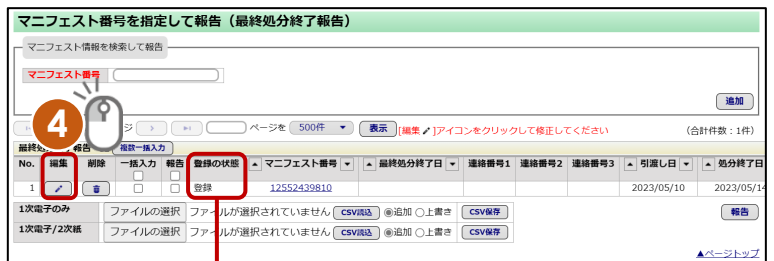 マニフェスト番号を指定して報告（最終処分終了報告）
マニフェスト情報を検索して報告
マニフェスト番号
追加
4
ジ ページを 500件 表示 [編集 ]アイコンをクリックして修正してください (合計件数：1件)
最終 報告 複数一括入力
No. 編集 削除 一括入力 報告 登録の状態 マニフェスト番号 最終処分終了日 連絡番号1 連絡番号2 連絡番号3 引渡し日 処分終了日
1 登録 12552439810 2023/05/10 2023/05/14
1次電子のみ ファイルの選択 ファイルが選択されていません CSV読込 追加 上書き CSV保存 報告
1次電子/2次紙 ファイルの選択 ファイルが選択されていません CSV読込 追加 上書き CSV保存
▲ページトップ